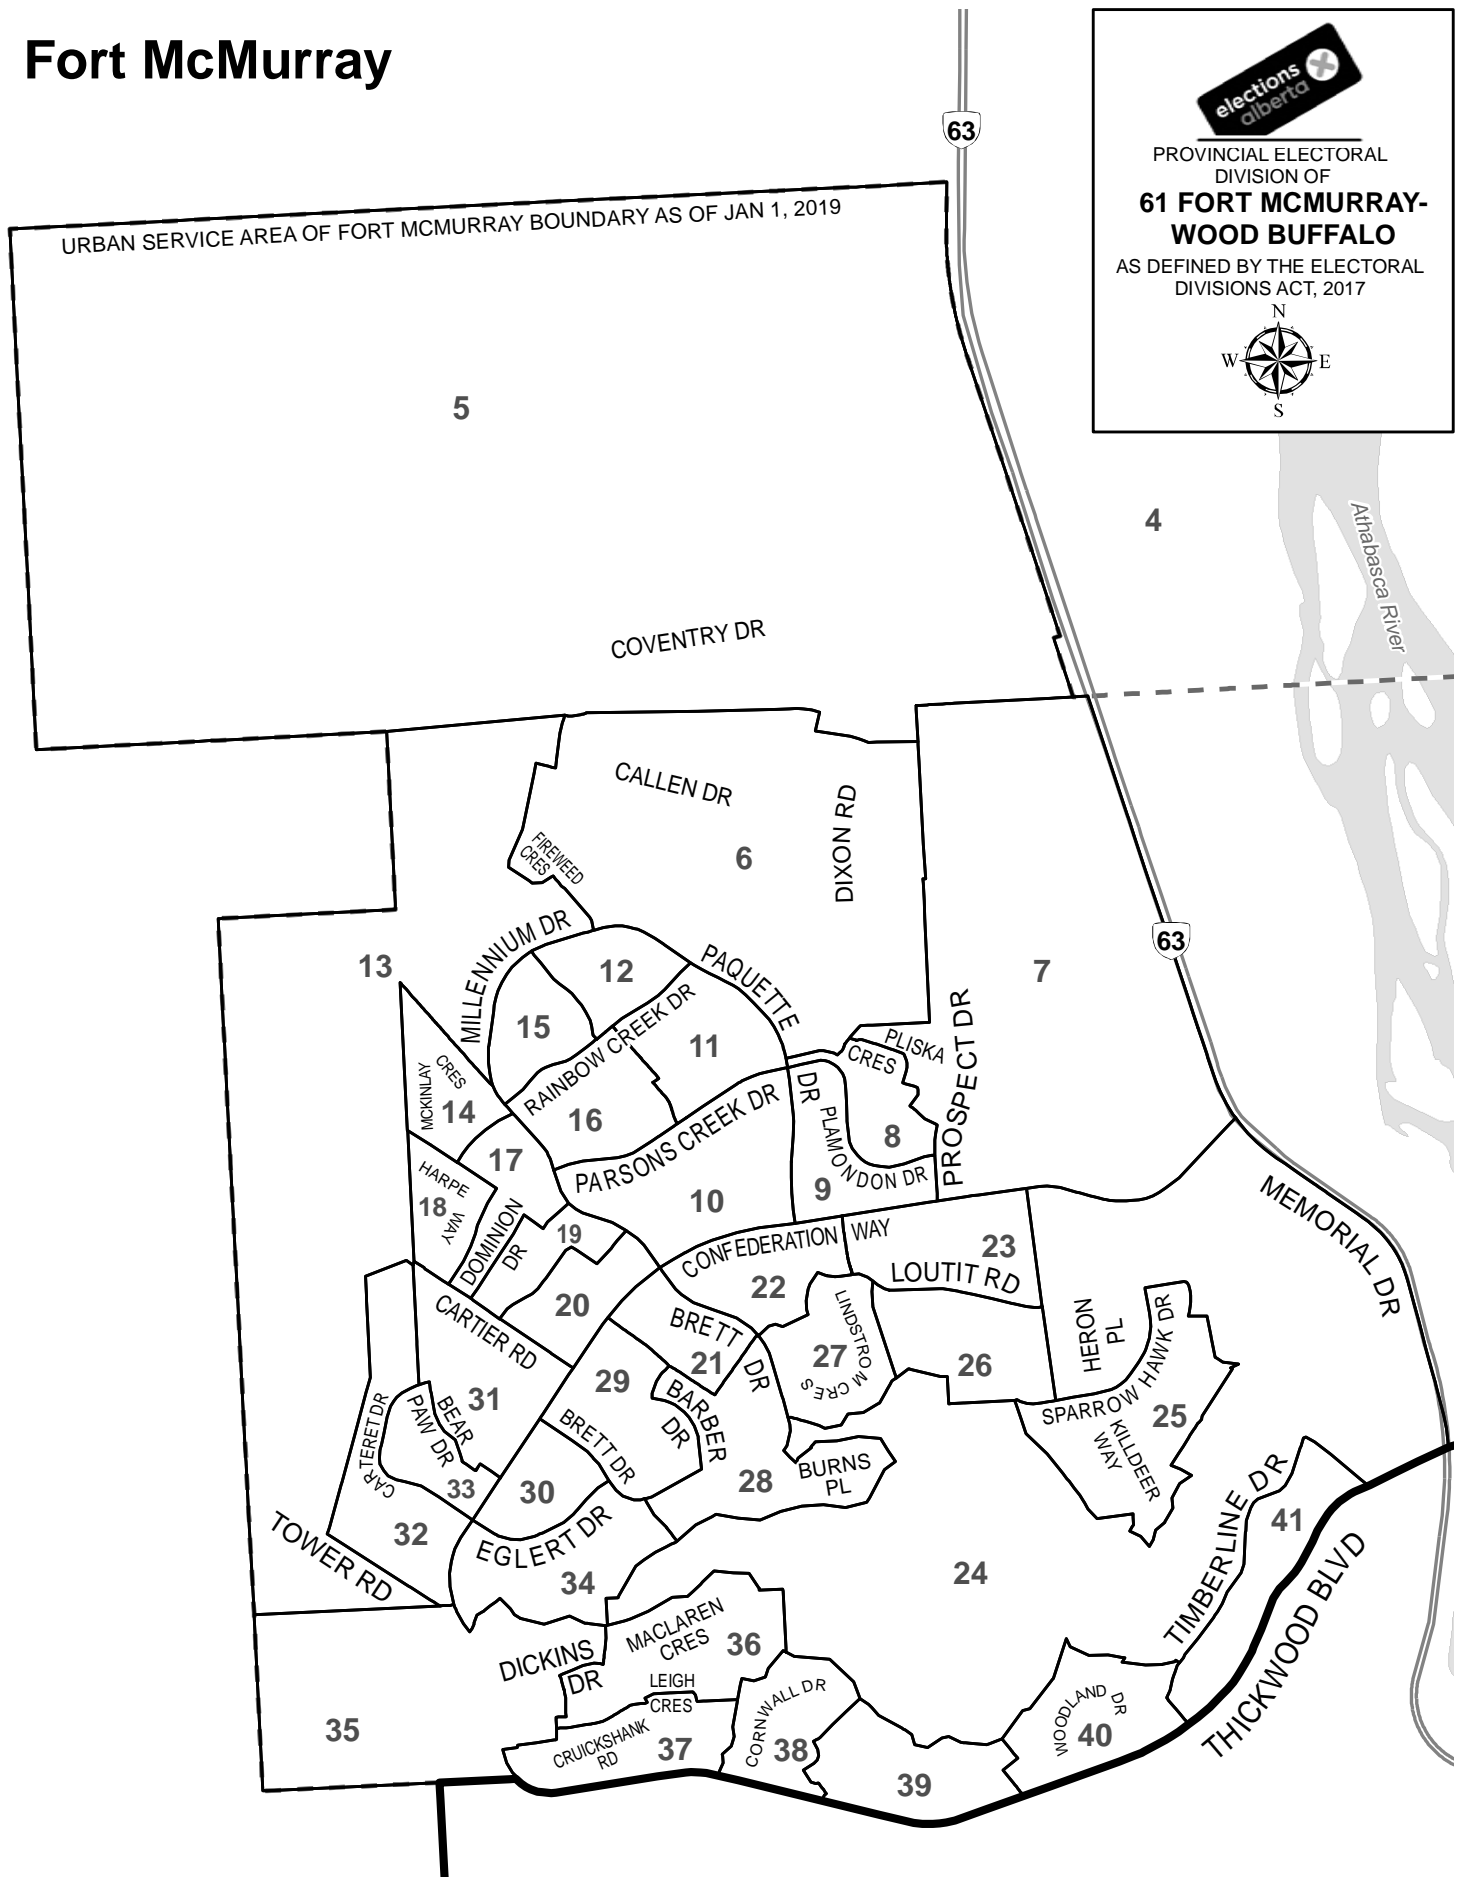 Fort McMurray
elections
alberta
PROVINCIAL ELECTORAL
DIVISION OF
61 FORT MCMURRAY-
WOOD BUFFALO
AS DEFINED BY THE ELECTORAL
DIVISIONS ACT, 2017
N
W
E
S
63
URBAN SERVICE AREA OF FORT MCMURRAY BOUNDARY AS OF JAN 1, 2019
5
4
Athabasca River
COVENTRY DR
CALLEN DR
DIXON RD
6
FIREWEED
CRES
MILLENNIUM DR
13
12
PAQUETTE
DR
7
63
15
RAINBOW CREEK DR
11
PLISKA
CRES
PROSPECT DR
MCKINLAY
CRES
14
16
PARSONS CREEK DR
PLAMONDON DR
8
17
HARPE
WAY
18
10
9
DOMINION
DR
19
CONFEDERATION WAY
23
MEMORIAL DR
LOUTIT RD
22
20
CARTIER RD
BRETT
DR
21
LINDSTROM CRES
27
26
HERON
PL
SPARROW HAWK DR
25
KILLDEER
WAY
29
BARBER
DR
31
BEAR
PAW DR
CARTERET DR
33
BRETT DR
30
28
BURNS
PL
32
TOWER RD
EGLERT DR
34
24
TIMBERLINE DR
41
THICKWOOD BLVD
DICKINS
DR
MACLAREN
CRES
36
LEIGH
CRES
35
CRUICKSHANK
RD
37
CORNWALL DR
38
39
WOODLAND
DR
40